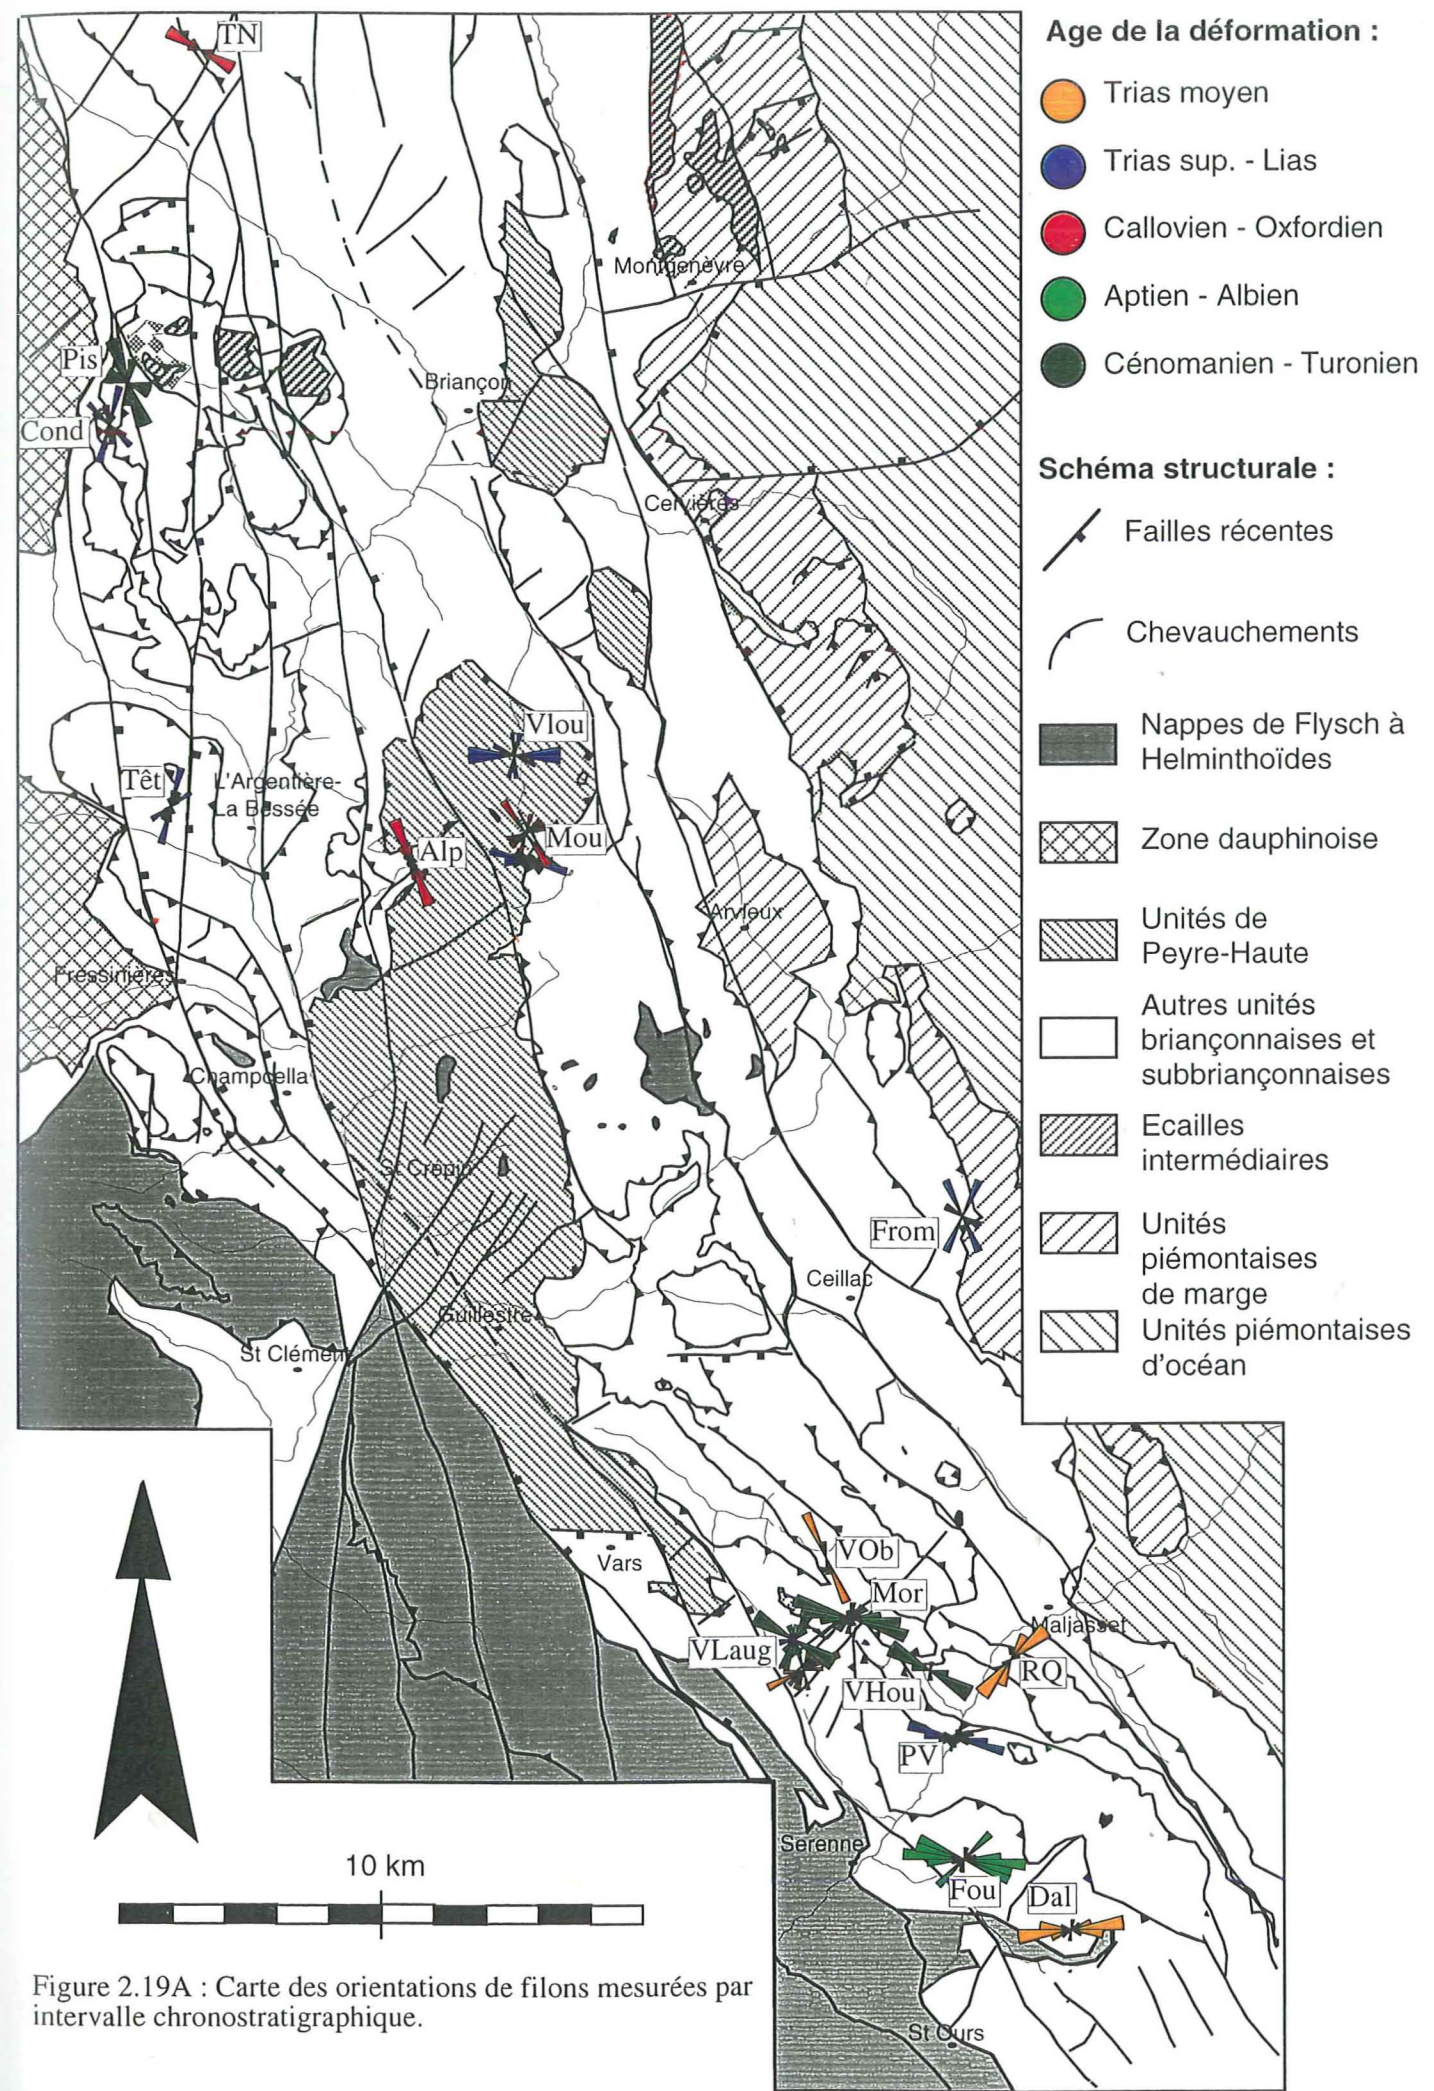 TN
Montgenèvre
Pis
Briançon
Cond
Cervières
Vlou
Têt
L'Argentière-
La Bessée
Mou
Alp
Arvieux
Fressinières
Champcella
St Crépin
From
Ceillac
Guillestre
St Clément
VOb
Vars
Mor
Maljasset
VLaug
RQ
VHou
PV
Serenne
Fou
Dal
St Ours
10 km
Age de la déformation :
Trias moyen
Trias sup. - Lias
Callovien - Oxfordien
Aptien - Albien
Cénomanien - Turonien
Schéma structurale :
Failles récentes
Chevauchements
Nappes de Flysch à
Helminthoïdes
Zone dauphinoise
Unités de
Peyre-Haute
Autres unités
briançonnaises et
subbriançonnaises
Ecailles
intermédiaires
Unités
piémontaises
de marge
Unités piémontaises
d'océan
Figure 2.19A : Carte des orientations de filons mesurées par
intervalle chronostratigraphique.